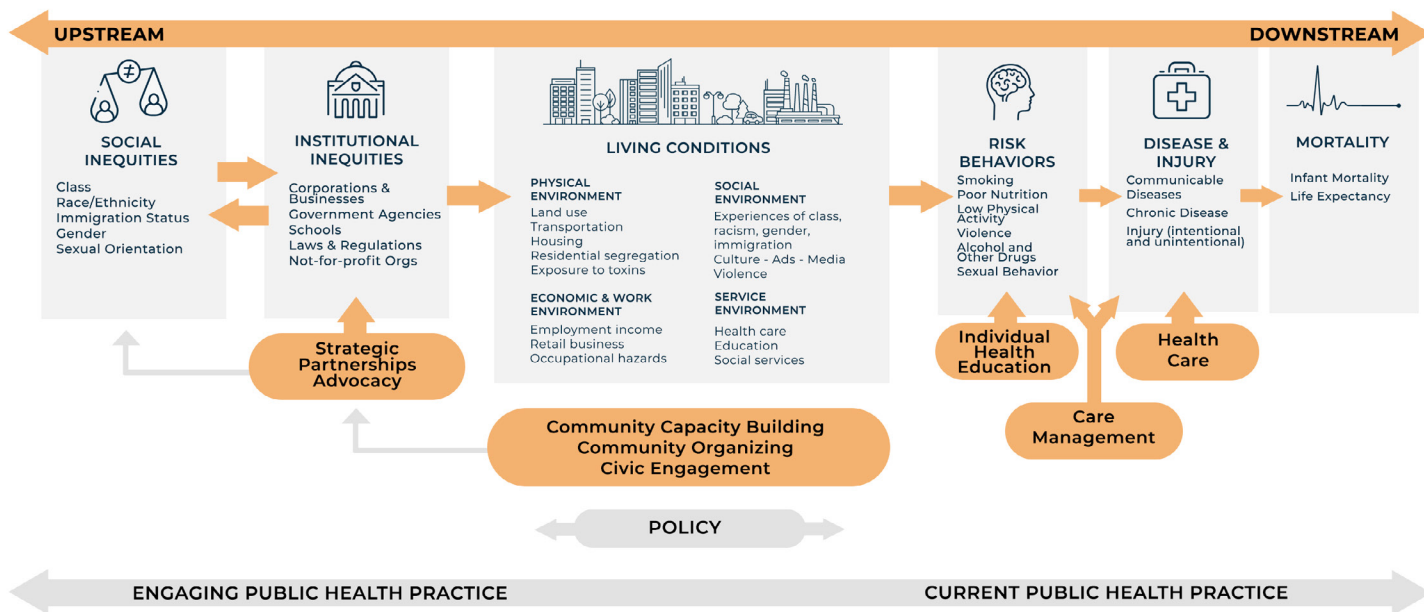 UPSTREAM
DOWNSTREAM
SOCIAL
INEQUITIES
Class
Race/Ethnicity
Immigration Status
Gender
Sexual Orientation
INSTITUTIONAL
INEQUITIES
Corporations &
Businesses
Government Agencies
Schools
Laws & Regulations
Not-for-profit Orgs
LIVING CONDITIONS
PHYSICAL
ENVIRONMENT
Land use
Transportation
Housing
Residential segregation
Exposure to toxins
ECONOMIC & WORK
ENVIRONMENT
Employment income
Retail business
Occupational hazards
SOCIAL
ENVIRONMENT
Experiences of class,
racism, gender,
immigration
Culture - Ads - Media
Violence
SERVICE
ENVIRONMENT
Health care
Education
Social services
RISK
BEHAVIORS
Smoking
Poor Nutrition
Low Physical
Activity
Violence
Alcohol and
Other Drugs
Sexual Behavior
DISEASE &
INJURY
Communicable
Diseases
Chronic Disease
Injury (intentional
and unintentional)
MORTALITY
Infant Mortality
Life Expectancy
Strategic
Partnerships
Advocacy
Individual
Health
Education
Health
Care
Care
Management
Community Capacity Building
Community Organizing
Civic Engagement
POLICY
ENGAGING PUBLIC HEALTH PRACTICE
CURRENT PUBLIC HEALTH PRACTICE